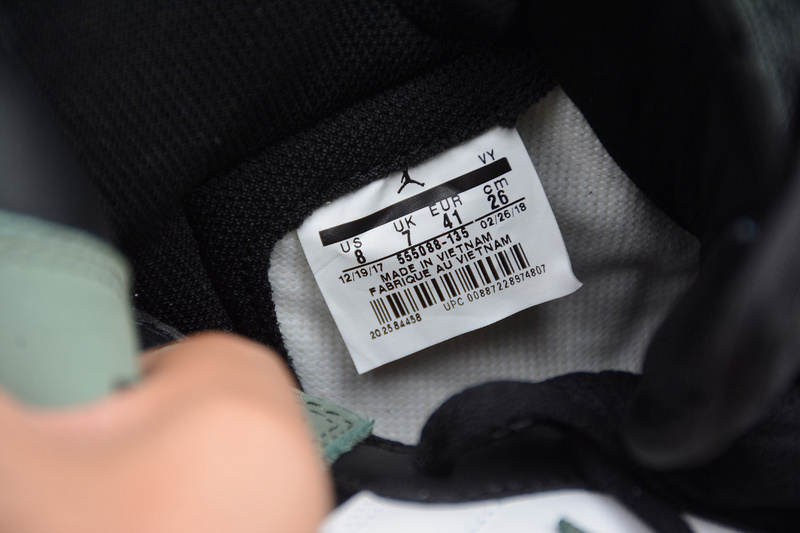 VY
US UK EUR cm
8 7 41 26
12/19/17 555088-135 02/26/18
MADE IN VIETNAM
FABRIQUE AU VIETNAM
202584458 UPC 00887228974807